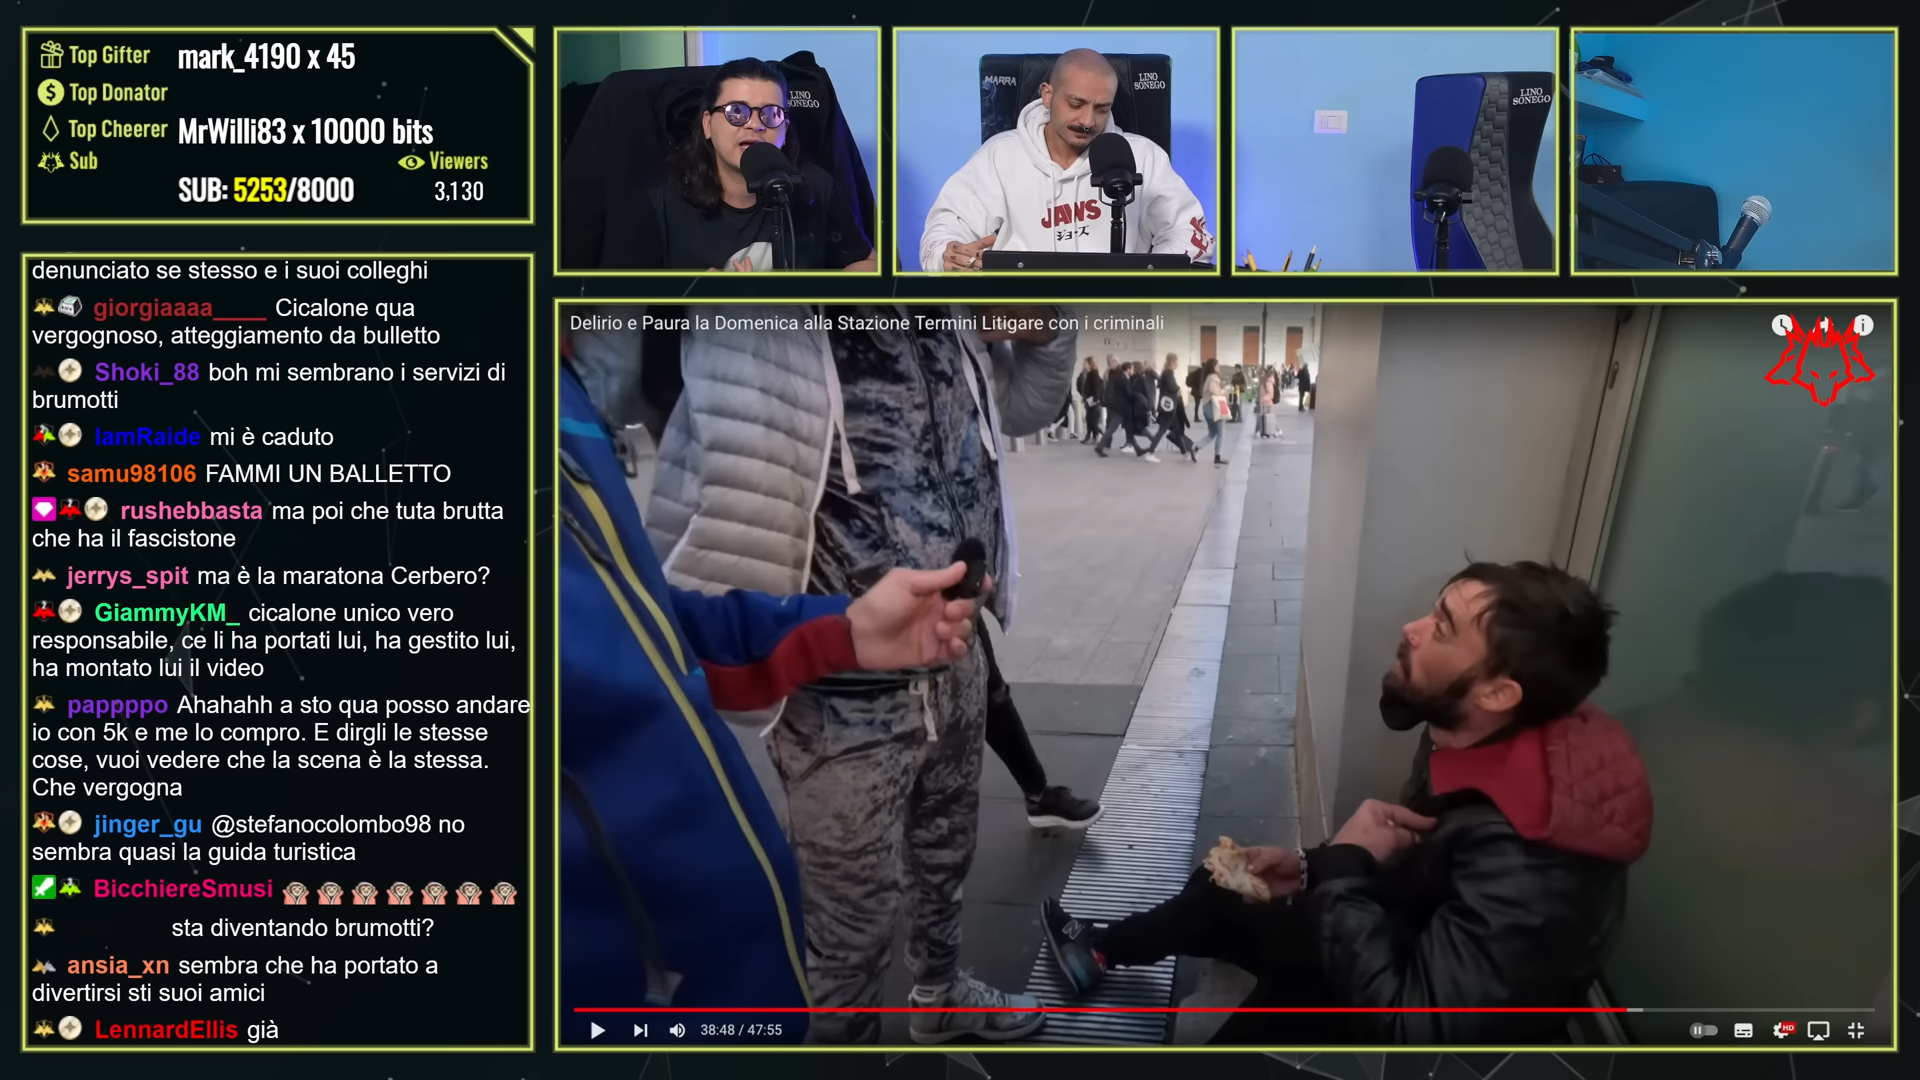 Top Gifter mark_4190 x 45
Top Donator
Top Cheerer MrWilli83 x 10000 bits
Sub Viewers
SUB: 5253/8000 3,130
denunciato se stesso e i suoi colleghi
giorgiaaaa____ Cicalone qua
vergognoso, atteggiamento da bulletto
Shoki_88 boh mi sembrano i servizi di
brumotti
IamRaide mi è caduto
samu98106 FAMMI UN BALLETTO
rushebbasta ma poi che tuta brutta
che ha il fascistone
jerrys_spit ma è la maratona Cerbero?
GiammyKM_ cicalone unico vero
responsabile, ce li ha portati lui, ha gestito lui,
ha montato lui il video
pappppo Ahahahh a sto qua posso andare
io con 5k e me lo compro. E dirgli le stesse
cose, vuoi vedere che la scena è la stessa.
Che vergogna
jinger_gu @stefanocolombo98 no
sembra quasi la guida turistica
BicchiereSmusi
sta diventando brumotti?
ansia_xn sembra che ha portato a
divertirsi sti suoi amici
LennardEllis già
LINO
SONEGO
MARRA
LINO
SONEGO
JAWS
ジョーズ
LINO
SONEGO
Delirio e Paura la Domenica alla Stazione Termini Litigare con i criminali
N
38:48 / 47:55
HD